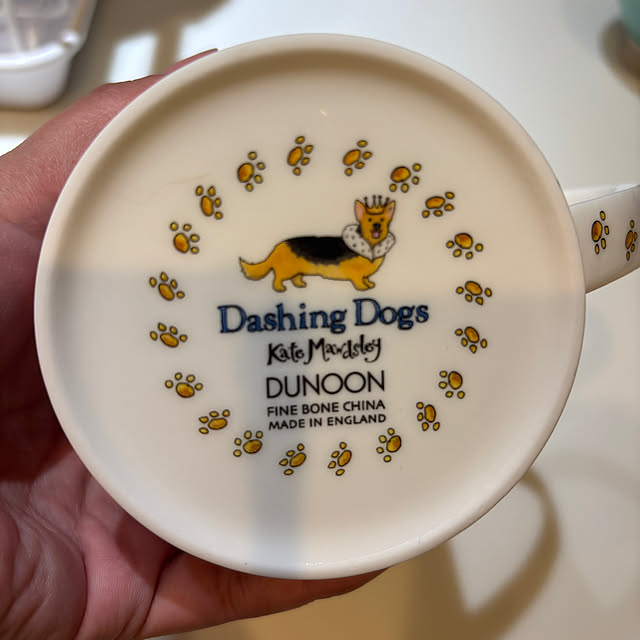 Dashing Dogs
Kate Mawdsley
DUNOON
FINE BONE CHINA
MADE IN ENGLAND